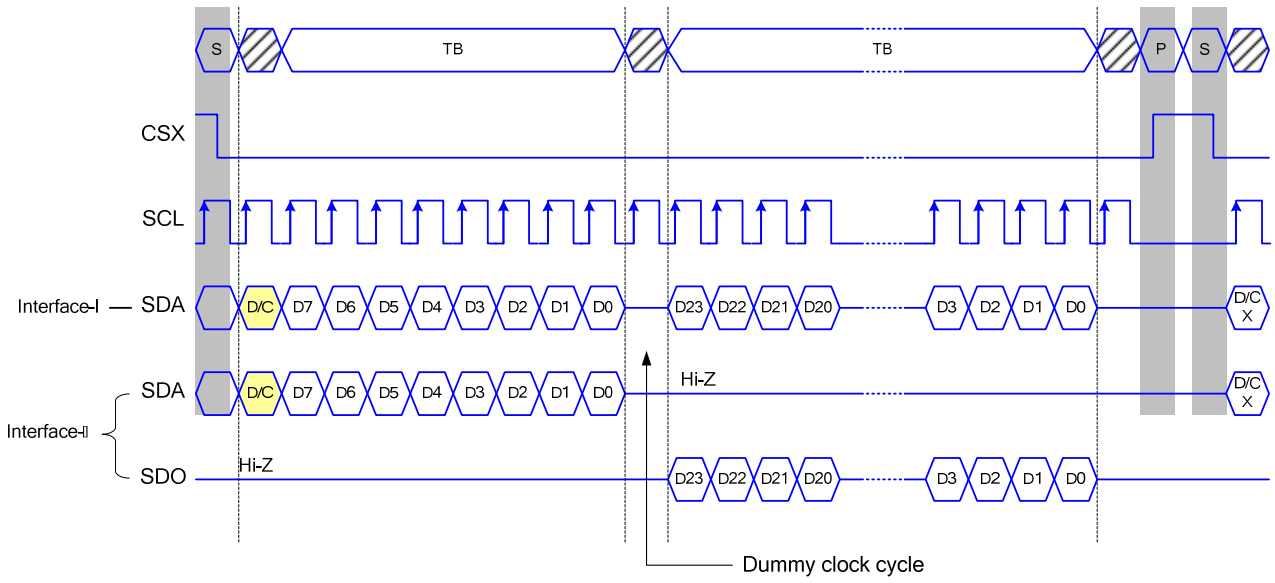 S TB TB P S
CSX
SCL
Interface-I SDA D/C D7 D6 D5 D4 D3 D2 D1 D0 D23 D22 D21 D20 D3 D2 D1 D0 D/C X
SDA D/C D7 D6 D5 D4 D3 D2 D1 D0 Hi-Z D/C X
Interface-▯
SDO Hi-Z D23 D22 D21 D20 D3 D2 D1 D0
Dummy clock cycle